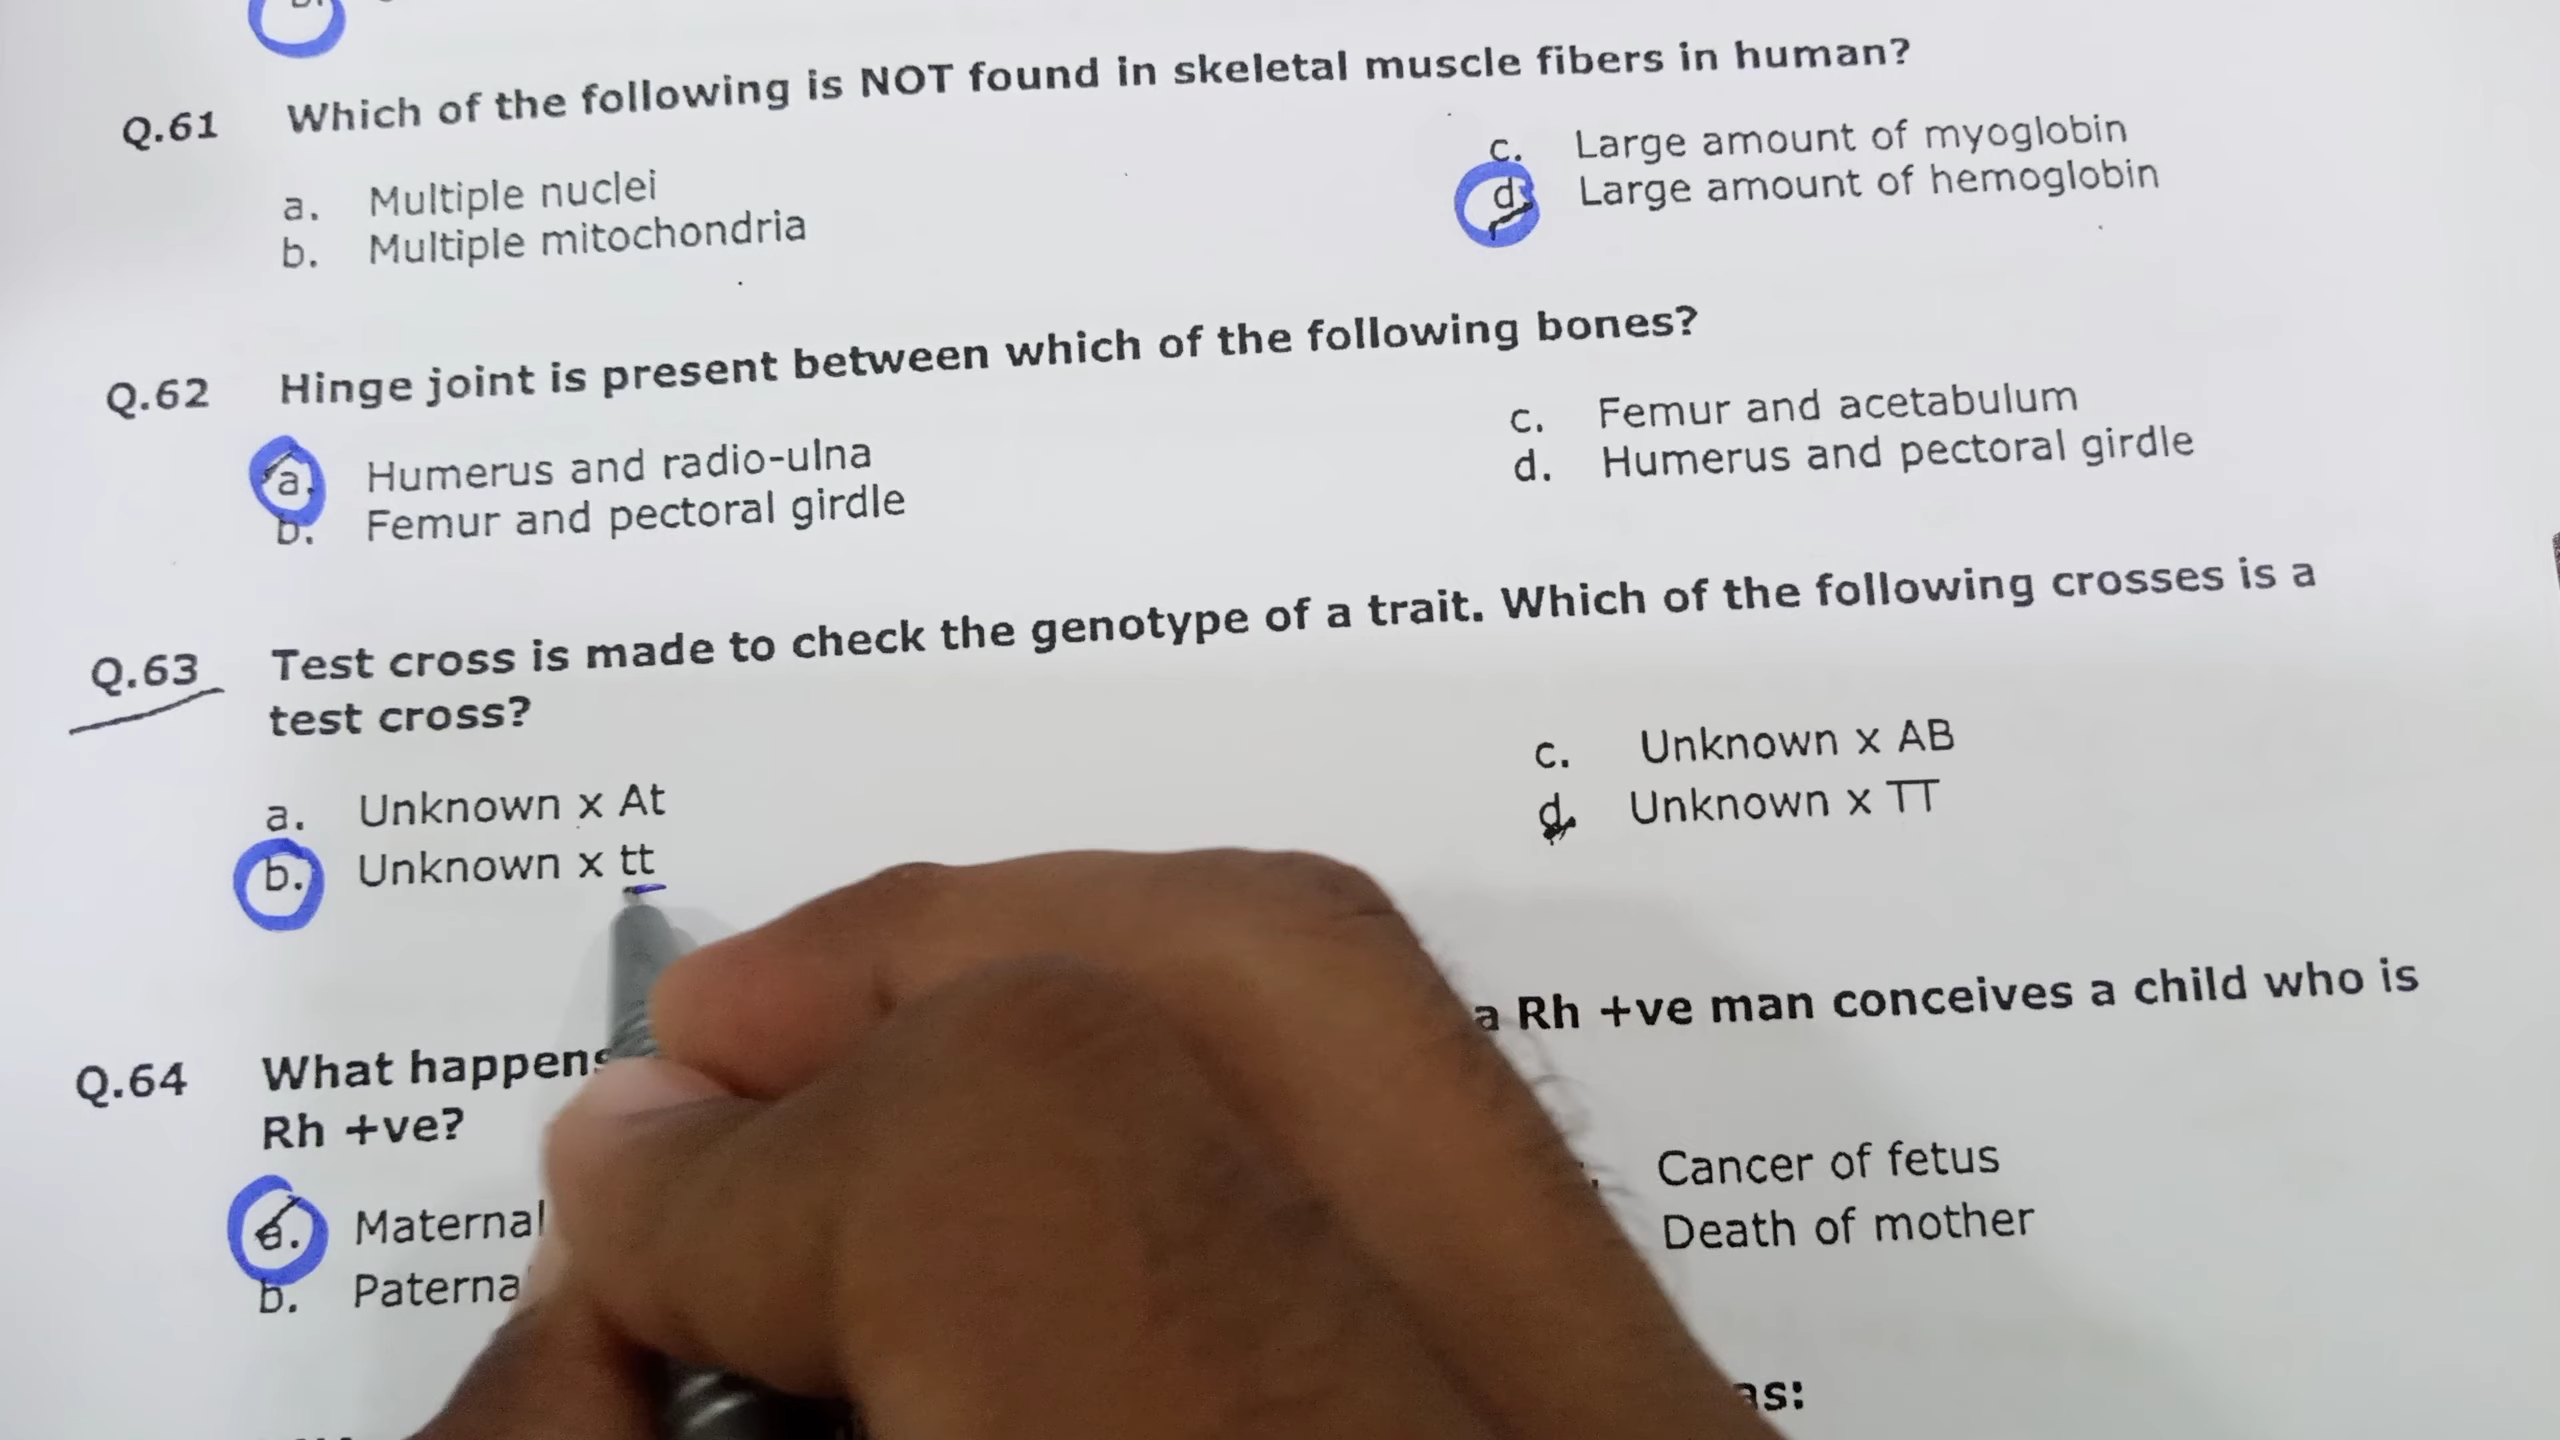 Q.61 Which of the following is NOT found in skeletal muscle fibers in human?
a. Multiple nuclei
b. Multiple mitochondria
c. Large amount of myoglobin
d. Large amount of hemoglobin
Q.62 Hinge joint is present between which of the following bones?
a. Humerus and radio-ulna
b. Femur and pectoral girdle
c. Femur and acetabulum
d. Humerus and pectoral girdle
Q.63 Test cross is made to check the genotype of a trait. Which of the following crosses is a
test cross?
a. Unknown x At
b. Unknown x tt
c. Unknown x AB
d. Unknown x TT
Q.64 What happens a Rh +ve man conceives a child who is
Rh +ve?
a. Maternal
b.
Cancer of fetus
Death of mother